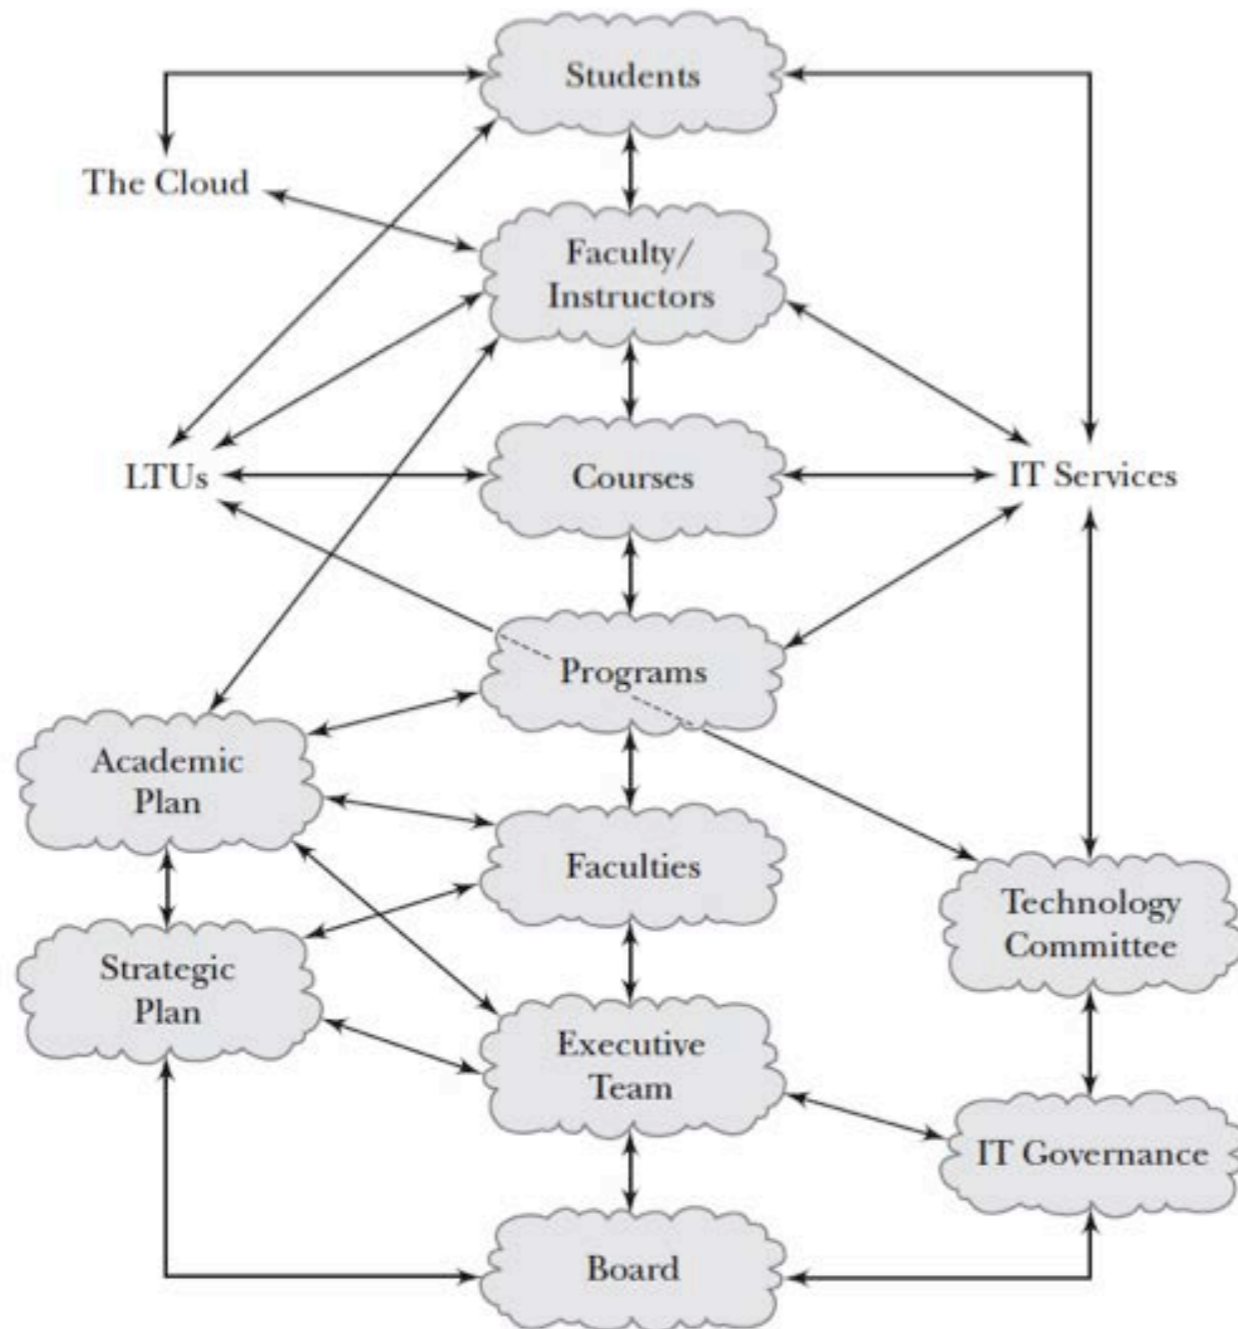 Students
The Cloud
Faculty/
Instructors
LTUs
Courses
IT Services
Programs
Academic
Plan
Faculties
Technology
Committee
Strategic
Plan
Executive
Team
IT Governance
Board